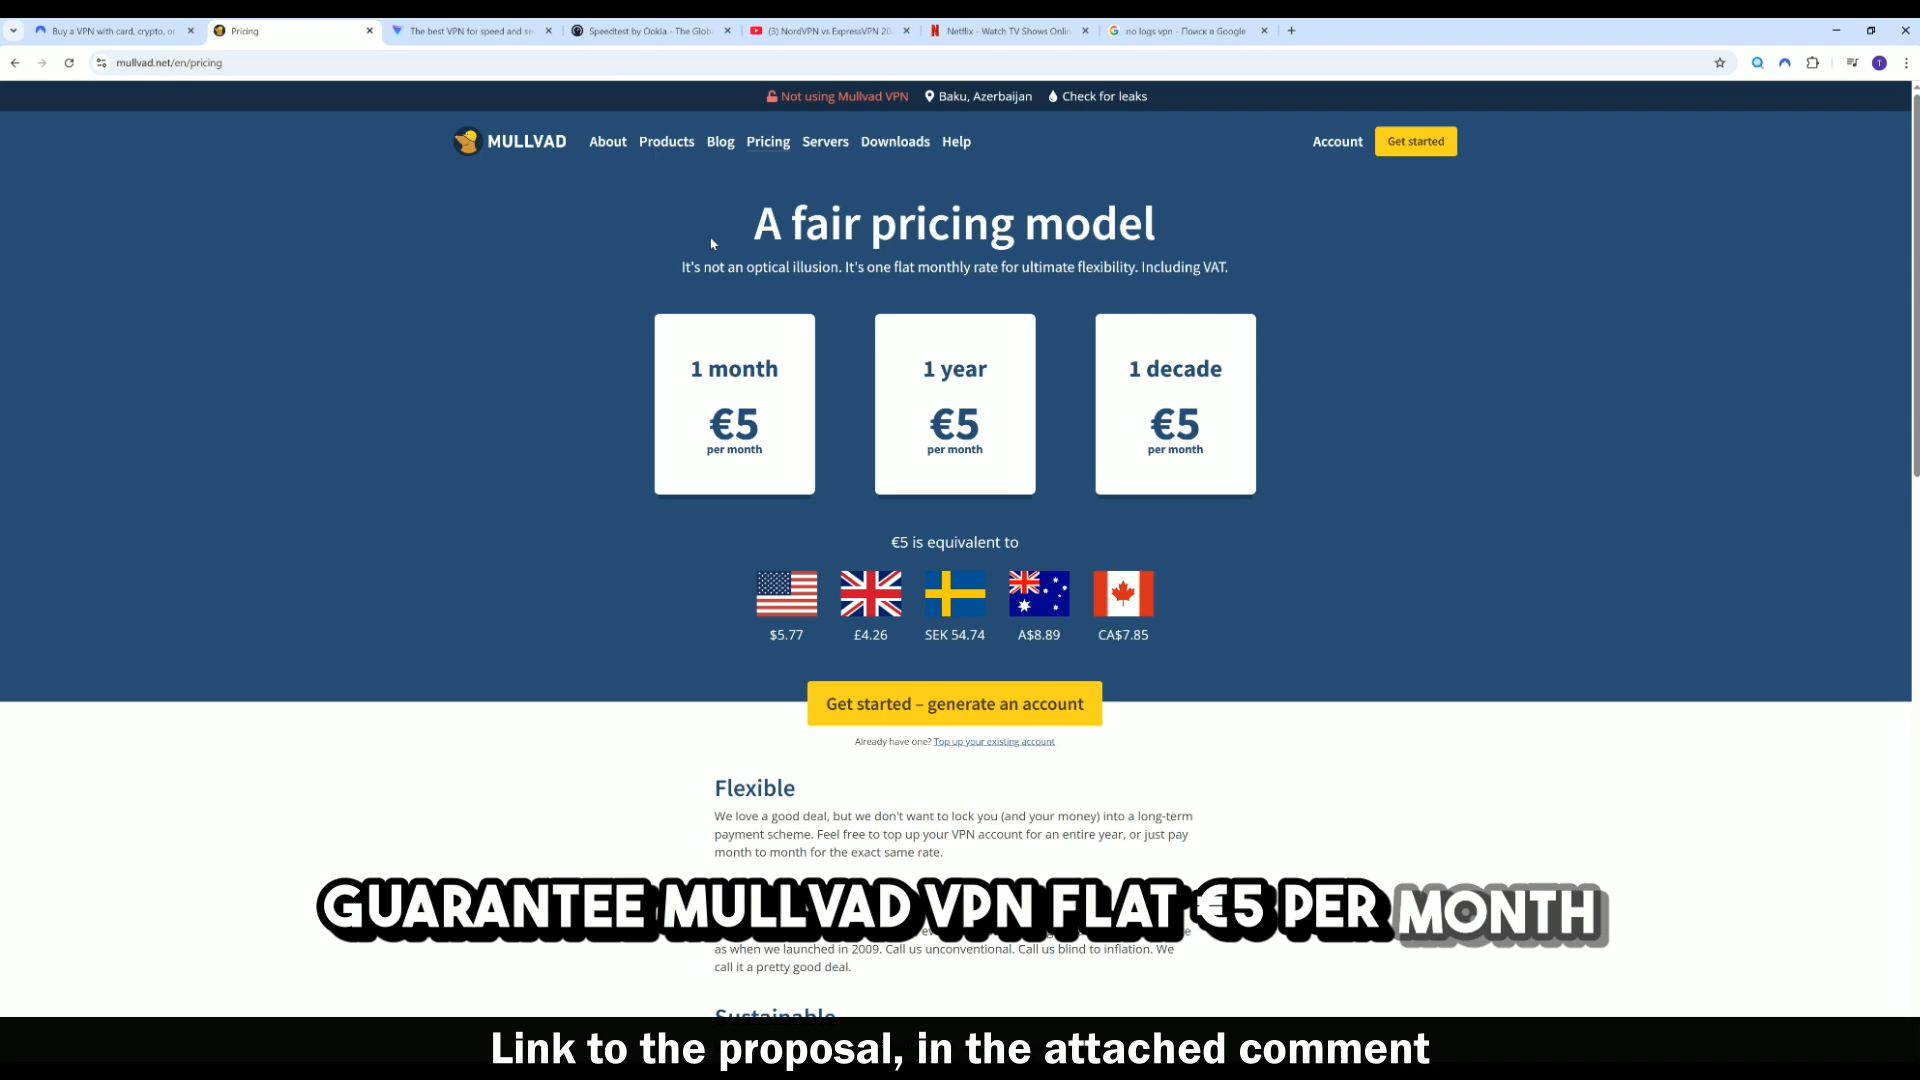 Buy a VPN with card, crypto, or
Pricing
The best VPN for speed and se
Speedtest by Ookla - The Globa
(3) NordVPN vs ExpressVPN 20
Netflix - Watch TV Shows Onlin
no logs vpn - Поиск в Google
mullvad.net/en/pricing
T
Not using Mullvad VPN
Baku, Azerbaijan
Check for leaks
MULLVAD
About
Products
Blog
Pricing
Servers
Downloads
Help
Account
Get started
A fair pricing model
It's not an optical illusion. It's one flat monthly rate for ultimate flexibility. Including VAT.
1 month
€5
per month
1 year
€5
per month
1 decade
€5
per month
€5 is equivalent to
$5.77
£4.26
SEK 54.74
A$8.89
CA$7.85
Get started – generate an account
Already have one? Top up your existing account
Flexible
We love a good deal, but we don't want to lock you (and your money) into a long-term
payment scheme. Feel free to top up your VPN account for an entire year, or just pay
month to month for the exact same rate.
GUARANTEE MULLVAD VPN FLAT €5 PER MONTH
as when we launched in 2009. Call us unconventional. Call us blind to inflation. We
call it a pretty good deal.
Sustainable
Link to the proposal, in the attached comment